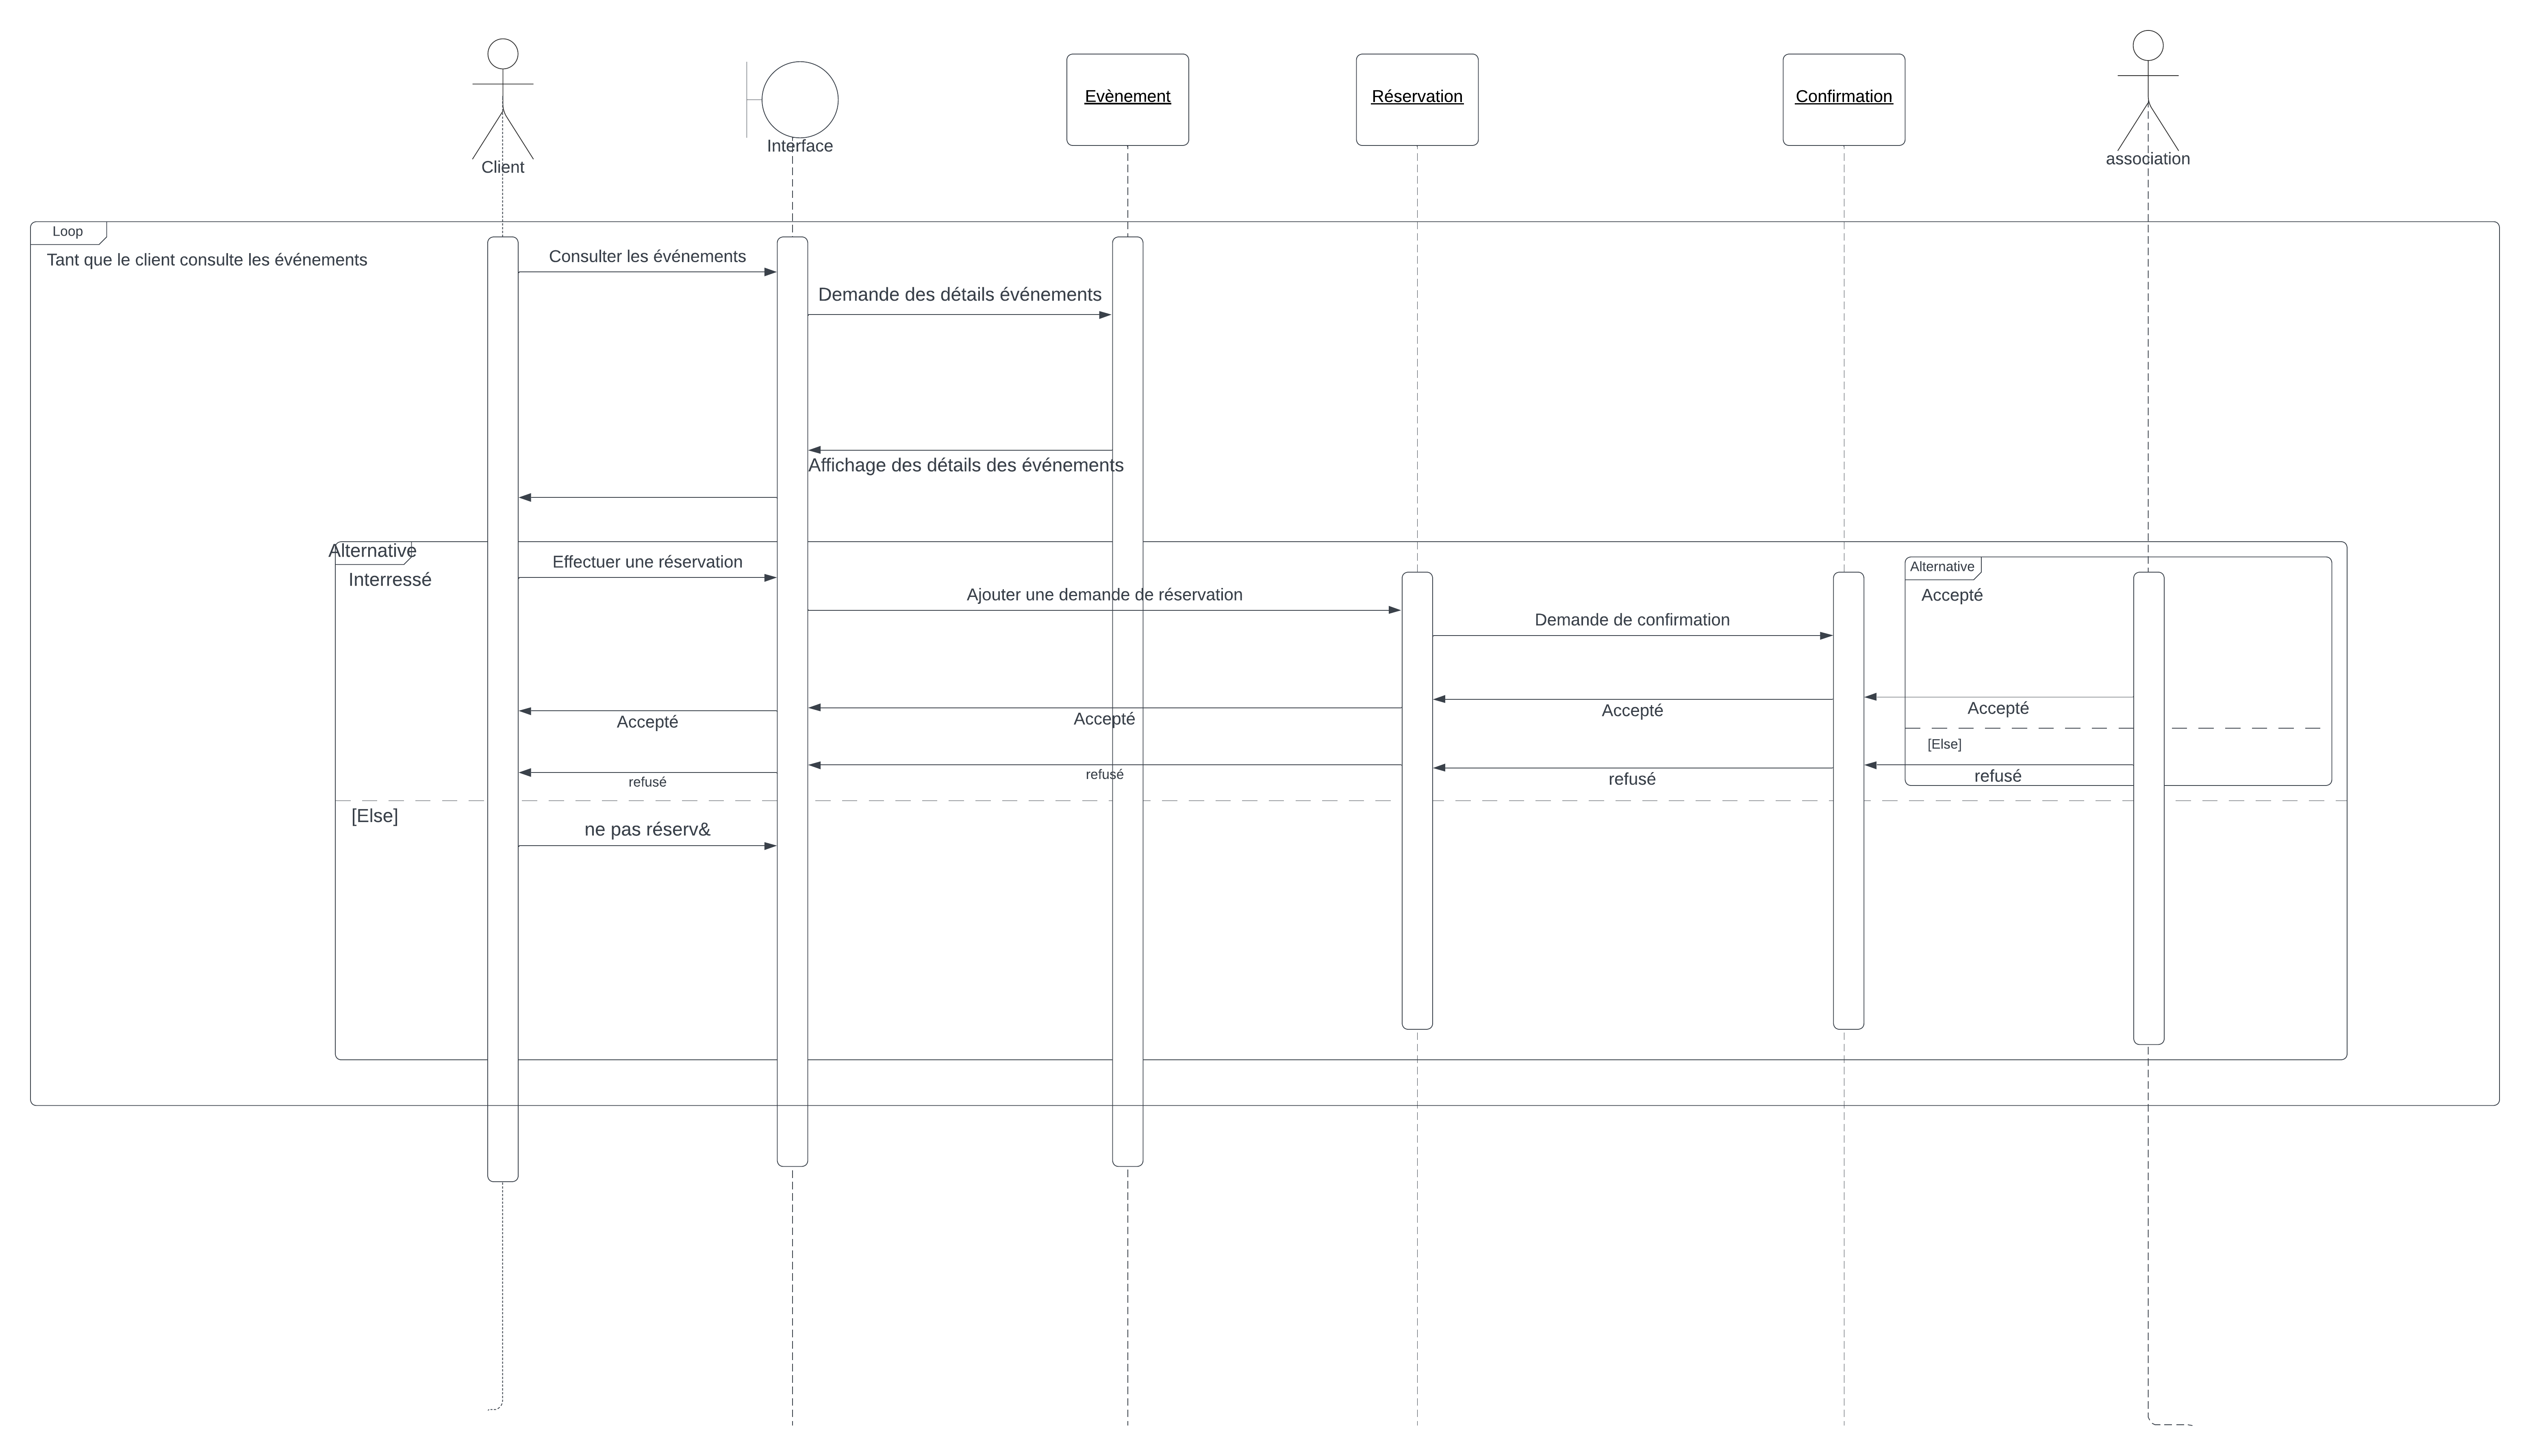 Client
Interface
Evènement
Réservation
Confirmation
association
Loop
Tant que le client consulte les événements
Consulter les événements
Demande des détails événements
Affichage des détails des événements
Alternative
Interressé
Effectuer une réservation
Alternative
Accepté
Ajouter une demande de réservation
Demande de confirmation
Accepté
Accepté
Accepté
Accepté
[Else]
refusé
refusé
refusé
refusé
[Else]
ne pas réserv&